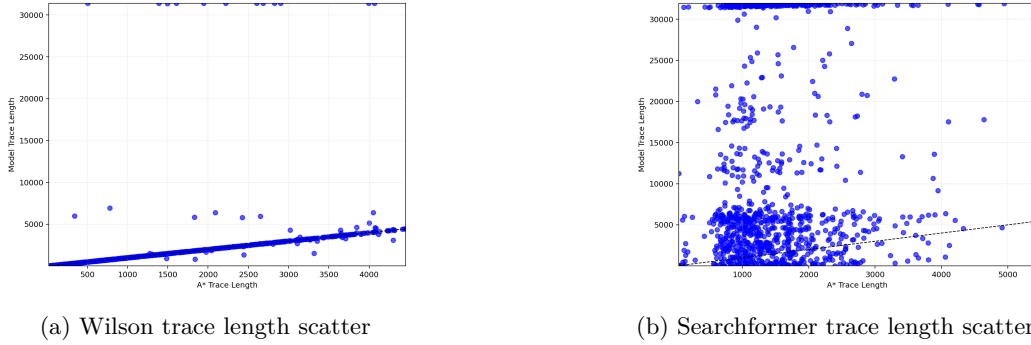 30000
25000
20000
15000
10000
5000
Model Trace Length
500 1000 1500 2000 2500 3000 3500 4000
A* Trace Length
(a) Wilson trace length scatter
30000
25000
20000
15000
10000
5000
Model Trace Length
1000 2000 3000 4000 5000
A* Trace Length
(b) Searchformer trace length scatter